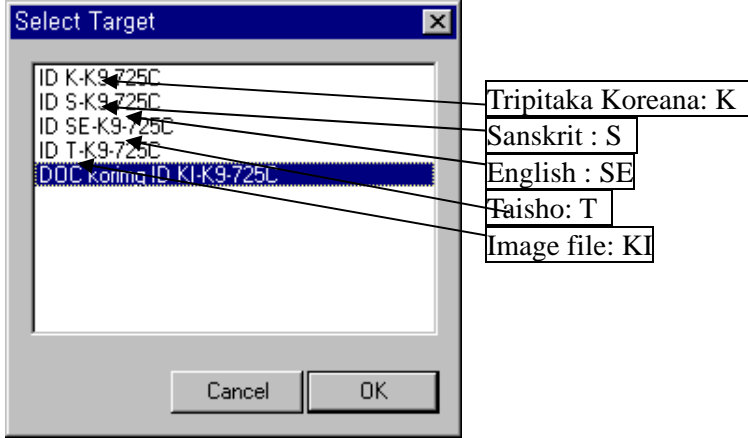 Select Target
ID K-K9-725C
ID S-K9-725C
ID SE-K9-725C
ID T-K9-725C
DOC korimg ID KI-K9-725C
Cancel
OK
Tripitaka Koreana: K
Sanskrit : S
English : SE
Taisho: T
Image file: KI